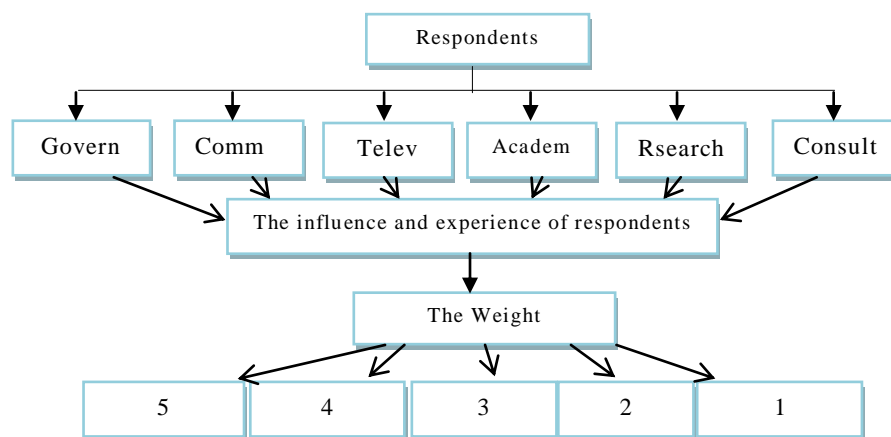 Respondents
Govern Comm Telev Academ Rsearch Consult
The influence and experience of respondents
The Weight
5 4 3 2 1